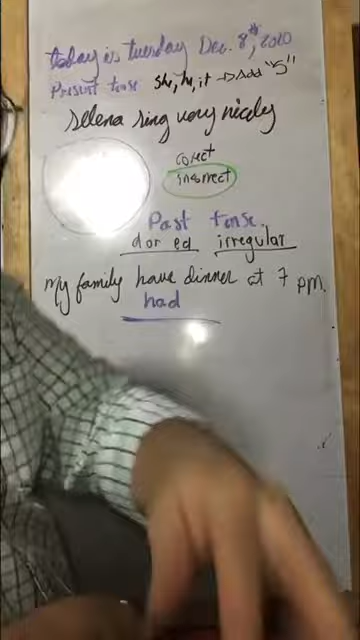 today is tuesday Dec. 8th, 2020
Present tense she, he, it → Add "S"
selena sing very nicely
corect
incorrect
Past tense.
d or ed irregular
My family have dinner at 7 pm.
had